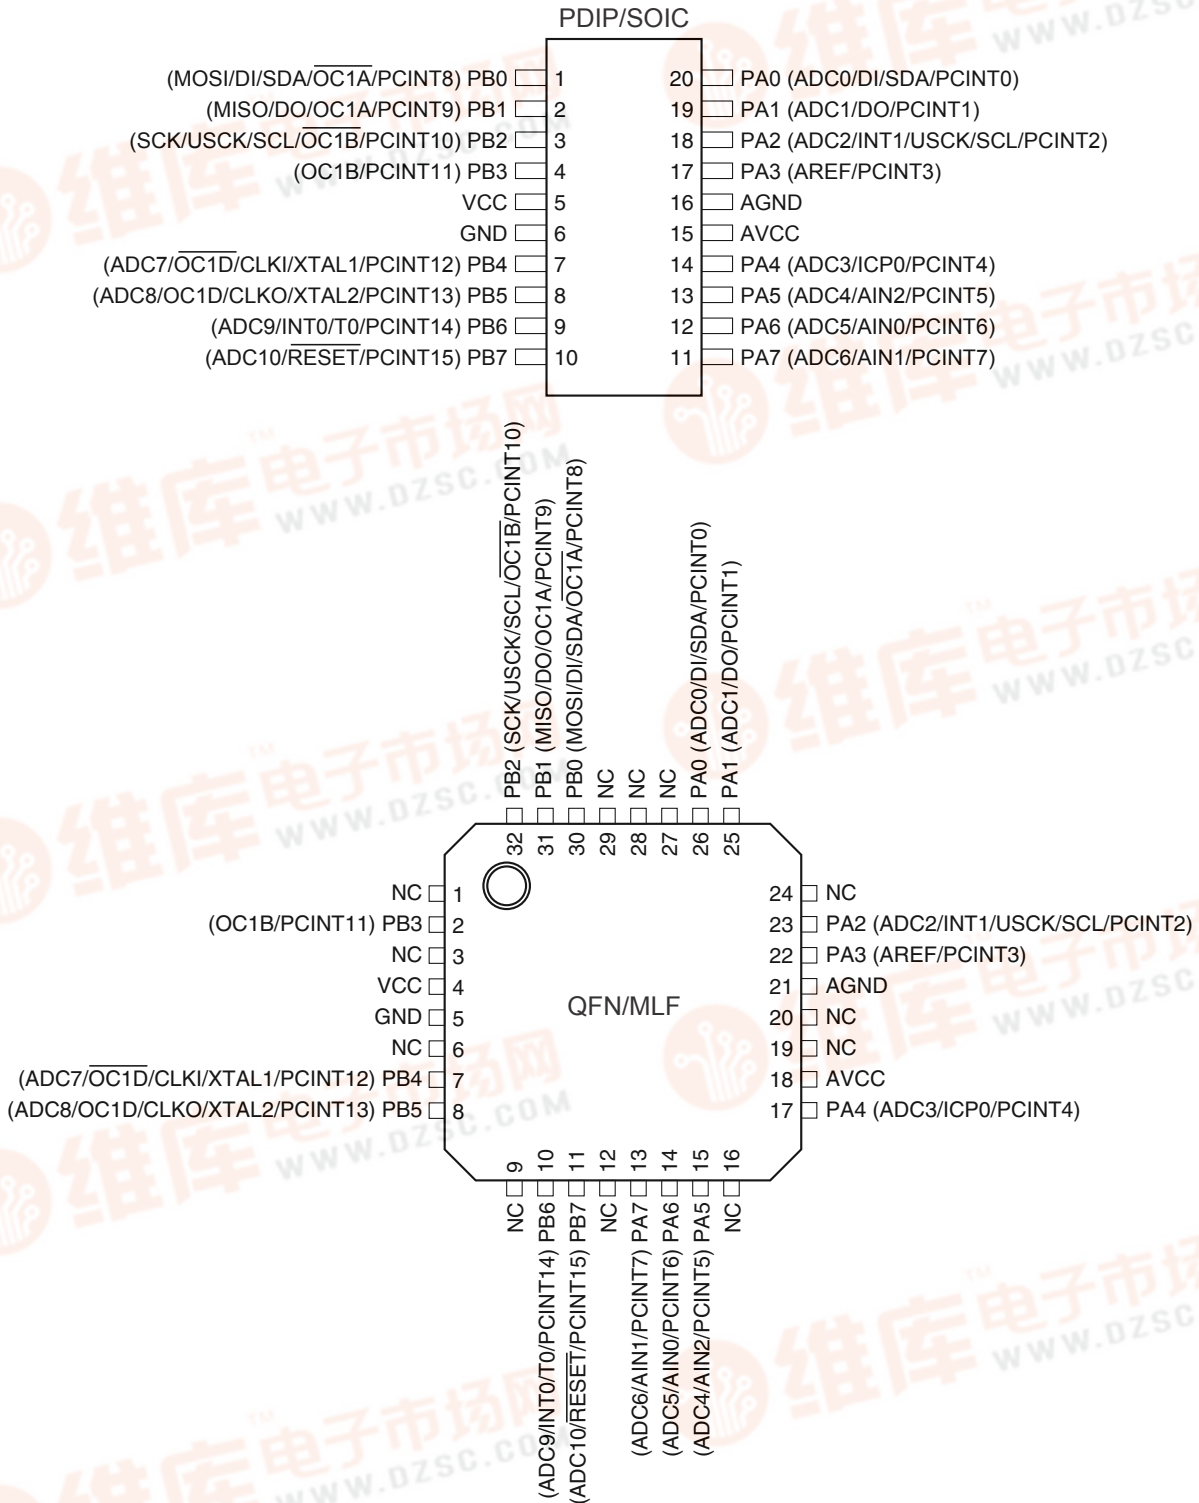 PDIP/SOIC
(MOSI/DI/SDA/OC1A/PCINT8) PB0 1 20 PA0 (ADC0/DI/SDA/PCINT0)
(MISO/DO/OC1A/PCINT9) PB1 2 19 PA1 (ADC1/DO/PCINT1)
(SCK/USCK/SCL/OC1B/PCINT10) PB2 3 18 PA2 (ADC2/INT1/USCK/SCL/PCINT2)
(OC1B/PCINT11) PB3 4 17 PA3 (AREF/PCINT3)
VCC 5 16 AGND
GND 6 15 AVCC
(ADC7/OC1D/CLKI/XTAL1/PCINT12) PB4 7 14 PA4 (ADC3/ICP0/PCINT4)
(ADC8/OC1D/CLKO/XTAL2/PCINT13) PB5 8 13 PA5 (ADC4/AIN2/PCINT5)
(ADC9/INT0/T0/PCINT14) PB6 9 12 PA6 (ADC5/AIN0/PCINT6)
(ADC10/RESET/PCINT15) PB7 10 11 PA7 (ADC6/AIN1/PCINT7)
32 PB2 (SCK/USCK/SCL/OC1B/PCINT10)
31 PB1 (MISO/DO/OC1A/PCINT9)
30 PB0 (MOSI/DI/SDA/OC1A/PCINT8)
29 NC
28 NC
27 NC
26 PA0 (ADC0/DI/SDA/PCINT0)
25 PA1 (ADC1/DO/PCINT1)
NC 1 24 NC
(OC1B/PCINT11) PB3 2 23 PA2 (ADC2/INT1/USCK/SCL/PCINT2)
NC 3 22 PA3 (AREF/PCINT3)
VCC 4 21 AGND
QFN/MLF
GND 5 20 NC
NC 6 19 NC
(ADC7/OC1D/CLKI/XTAL1/PCINT12) PB4 7 18 AVCC
(ADC8/OC1D/CLKO/XTAL2/PCINT13) PB5 8 17 PA4 (ADC3/ICP0/PCINT4)
NC 9
(ADC9/INT0/T0/PCINT14) PB6 10
(ADC10/RESET/PCINT15) PB7 11
NC 12
(ADC6/AIN1/PCINT7) PA7 13
(ADC5/AIN0/PCINT6) PA6 14
(ADC4/AIN2/PCINT5) PA5 15
NC 16
维库电子市场网
TM
WWW.DZSC.COM